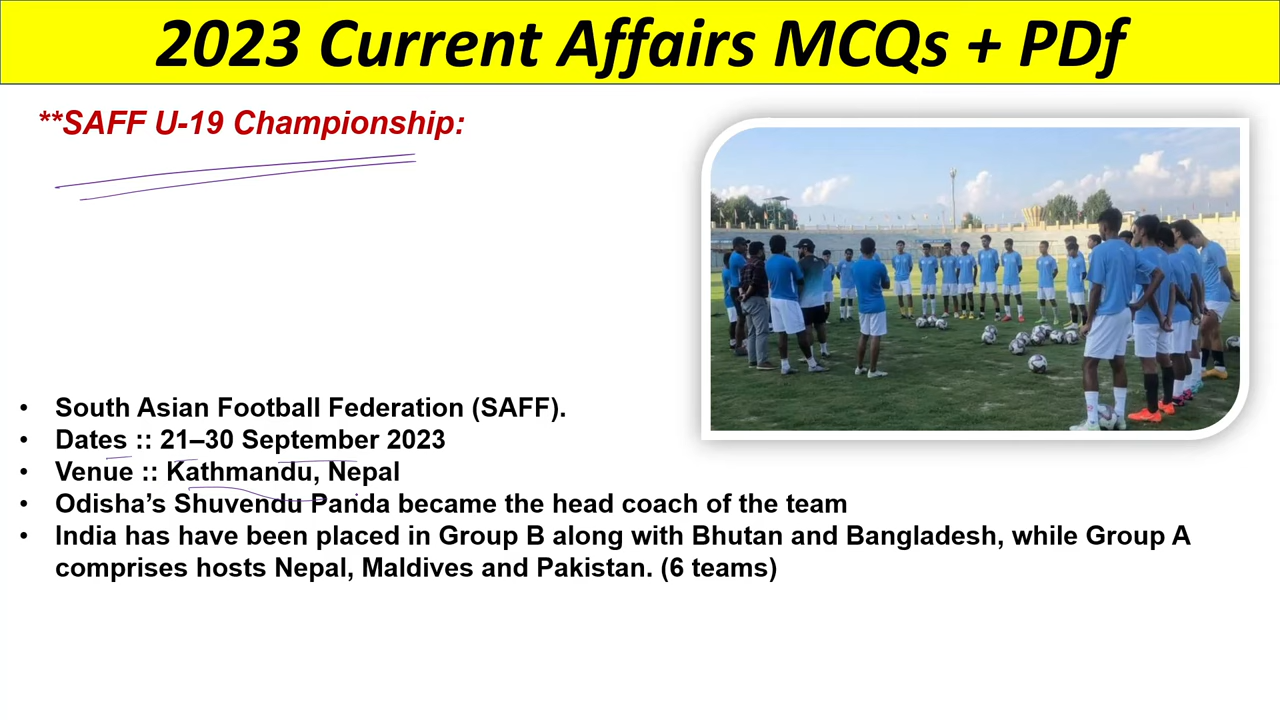 2023 Current Affairs MCQs + PDf
**SAFF U-19 Championship:
• South Asian Football Federation (SAFF).
• Dates :: 21–30 September 2023
• Venue :: Kathmandu, Nepal
• Odisha’s Shuvendu Panda became the head coach of the team
• India has have been placed in Group B along with Bhutan and Bangladesh, while Group A
comprises hosts Nepal, Maldives and Pakistan. (6 teams)